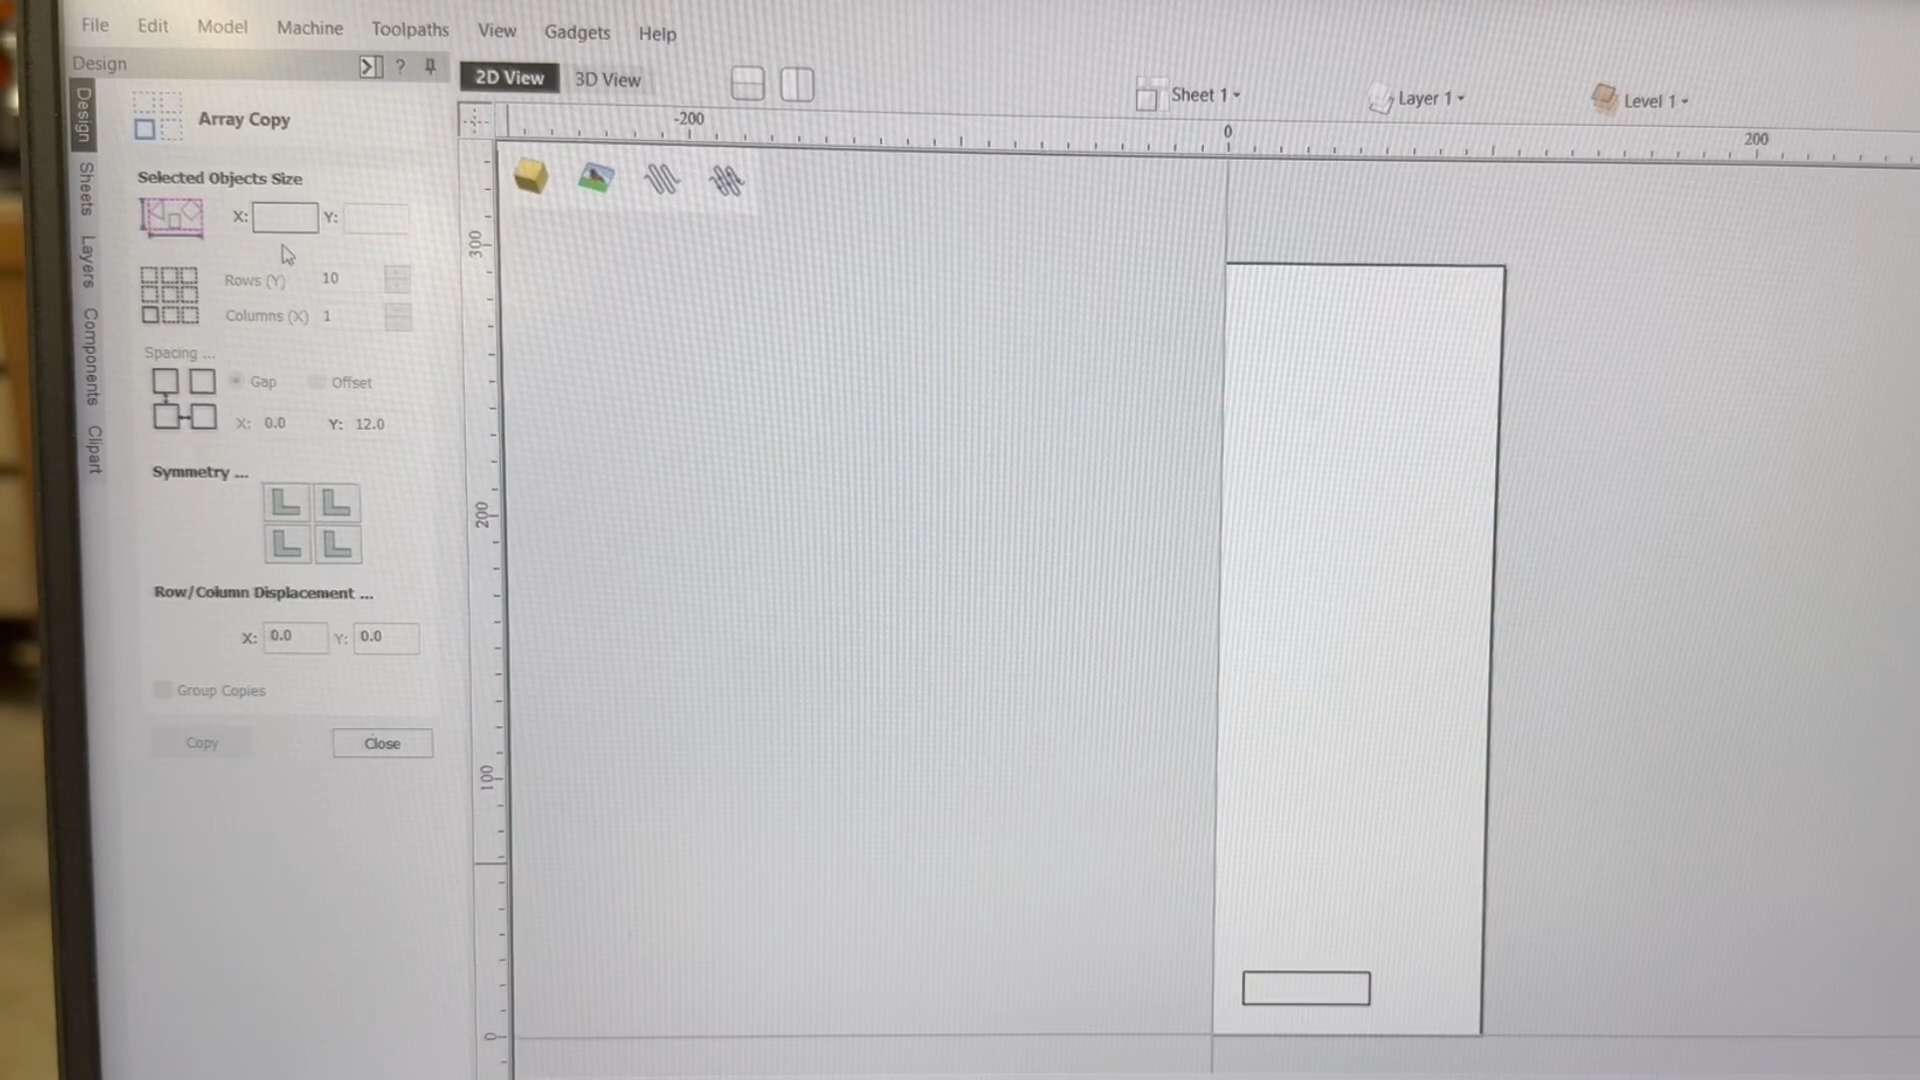 File Edit Model Machine Toolpaths View Gadgets Help
Design
?
2D View 3D View
Sheet 1
Layer 1
Level 1
Design
Sheets
Layers
Components
Clipart
Array Copy
Selected Objects Size
X: Y:
Rows (Y) 10
Columns (X) 1
Spacing ...
Gap Offset
X: 0.0 Y: 12.0
Symmetry ...
Row/Column Displacement ...
X: 0.0 Y: 0.0
Group Copies
Copy Close
-200 0 200
300
200
100
0